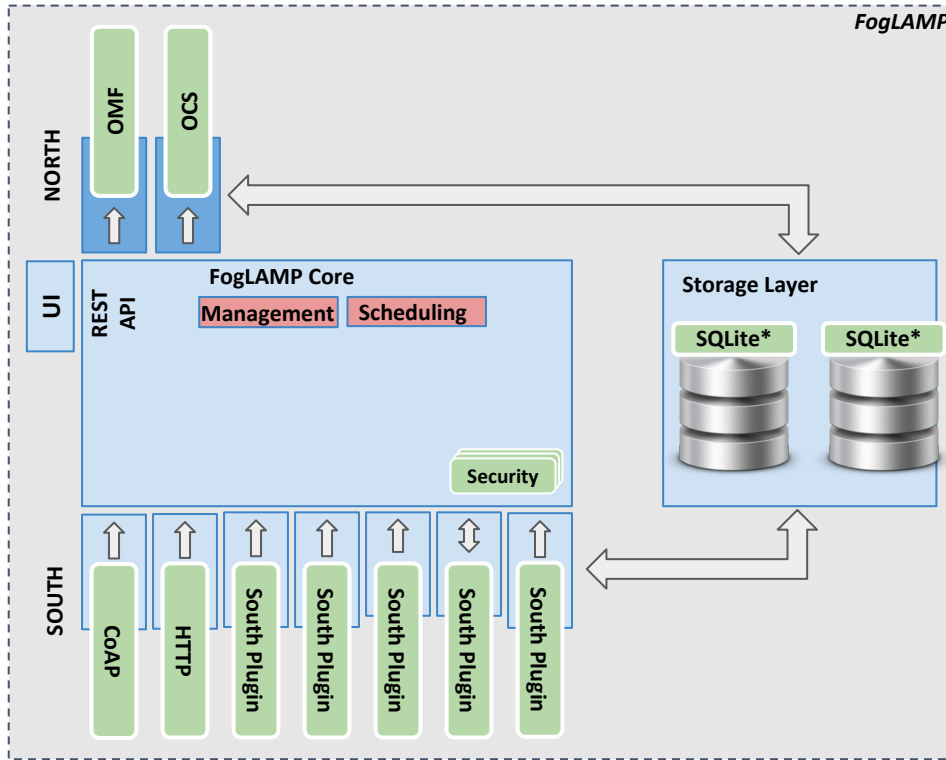 FogLAMP
NORTH
OMF
OCS
UI
REST
API
FogLAMP Core
Management
Scheduling
Security
Storage Layer
SQLite*
SQLite*
SOUTH
CoAP
HTTP
South Plugin
South Plugin
South Plugin
South Plugin
South Plugin